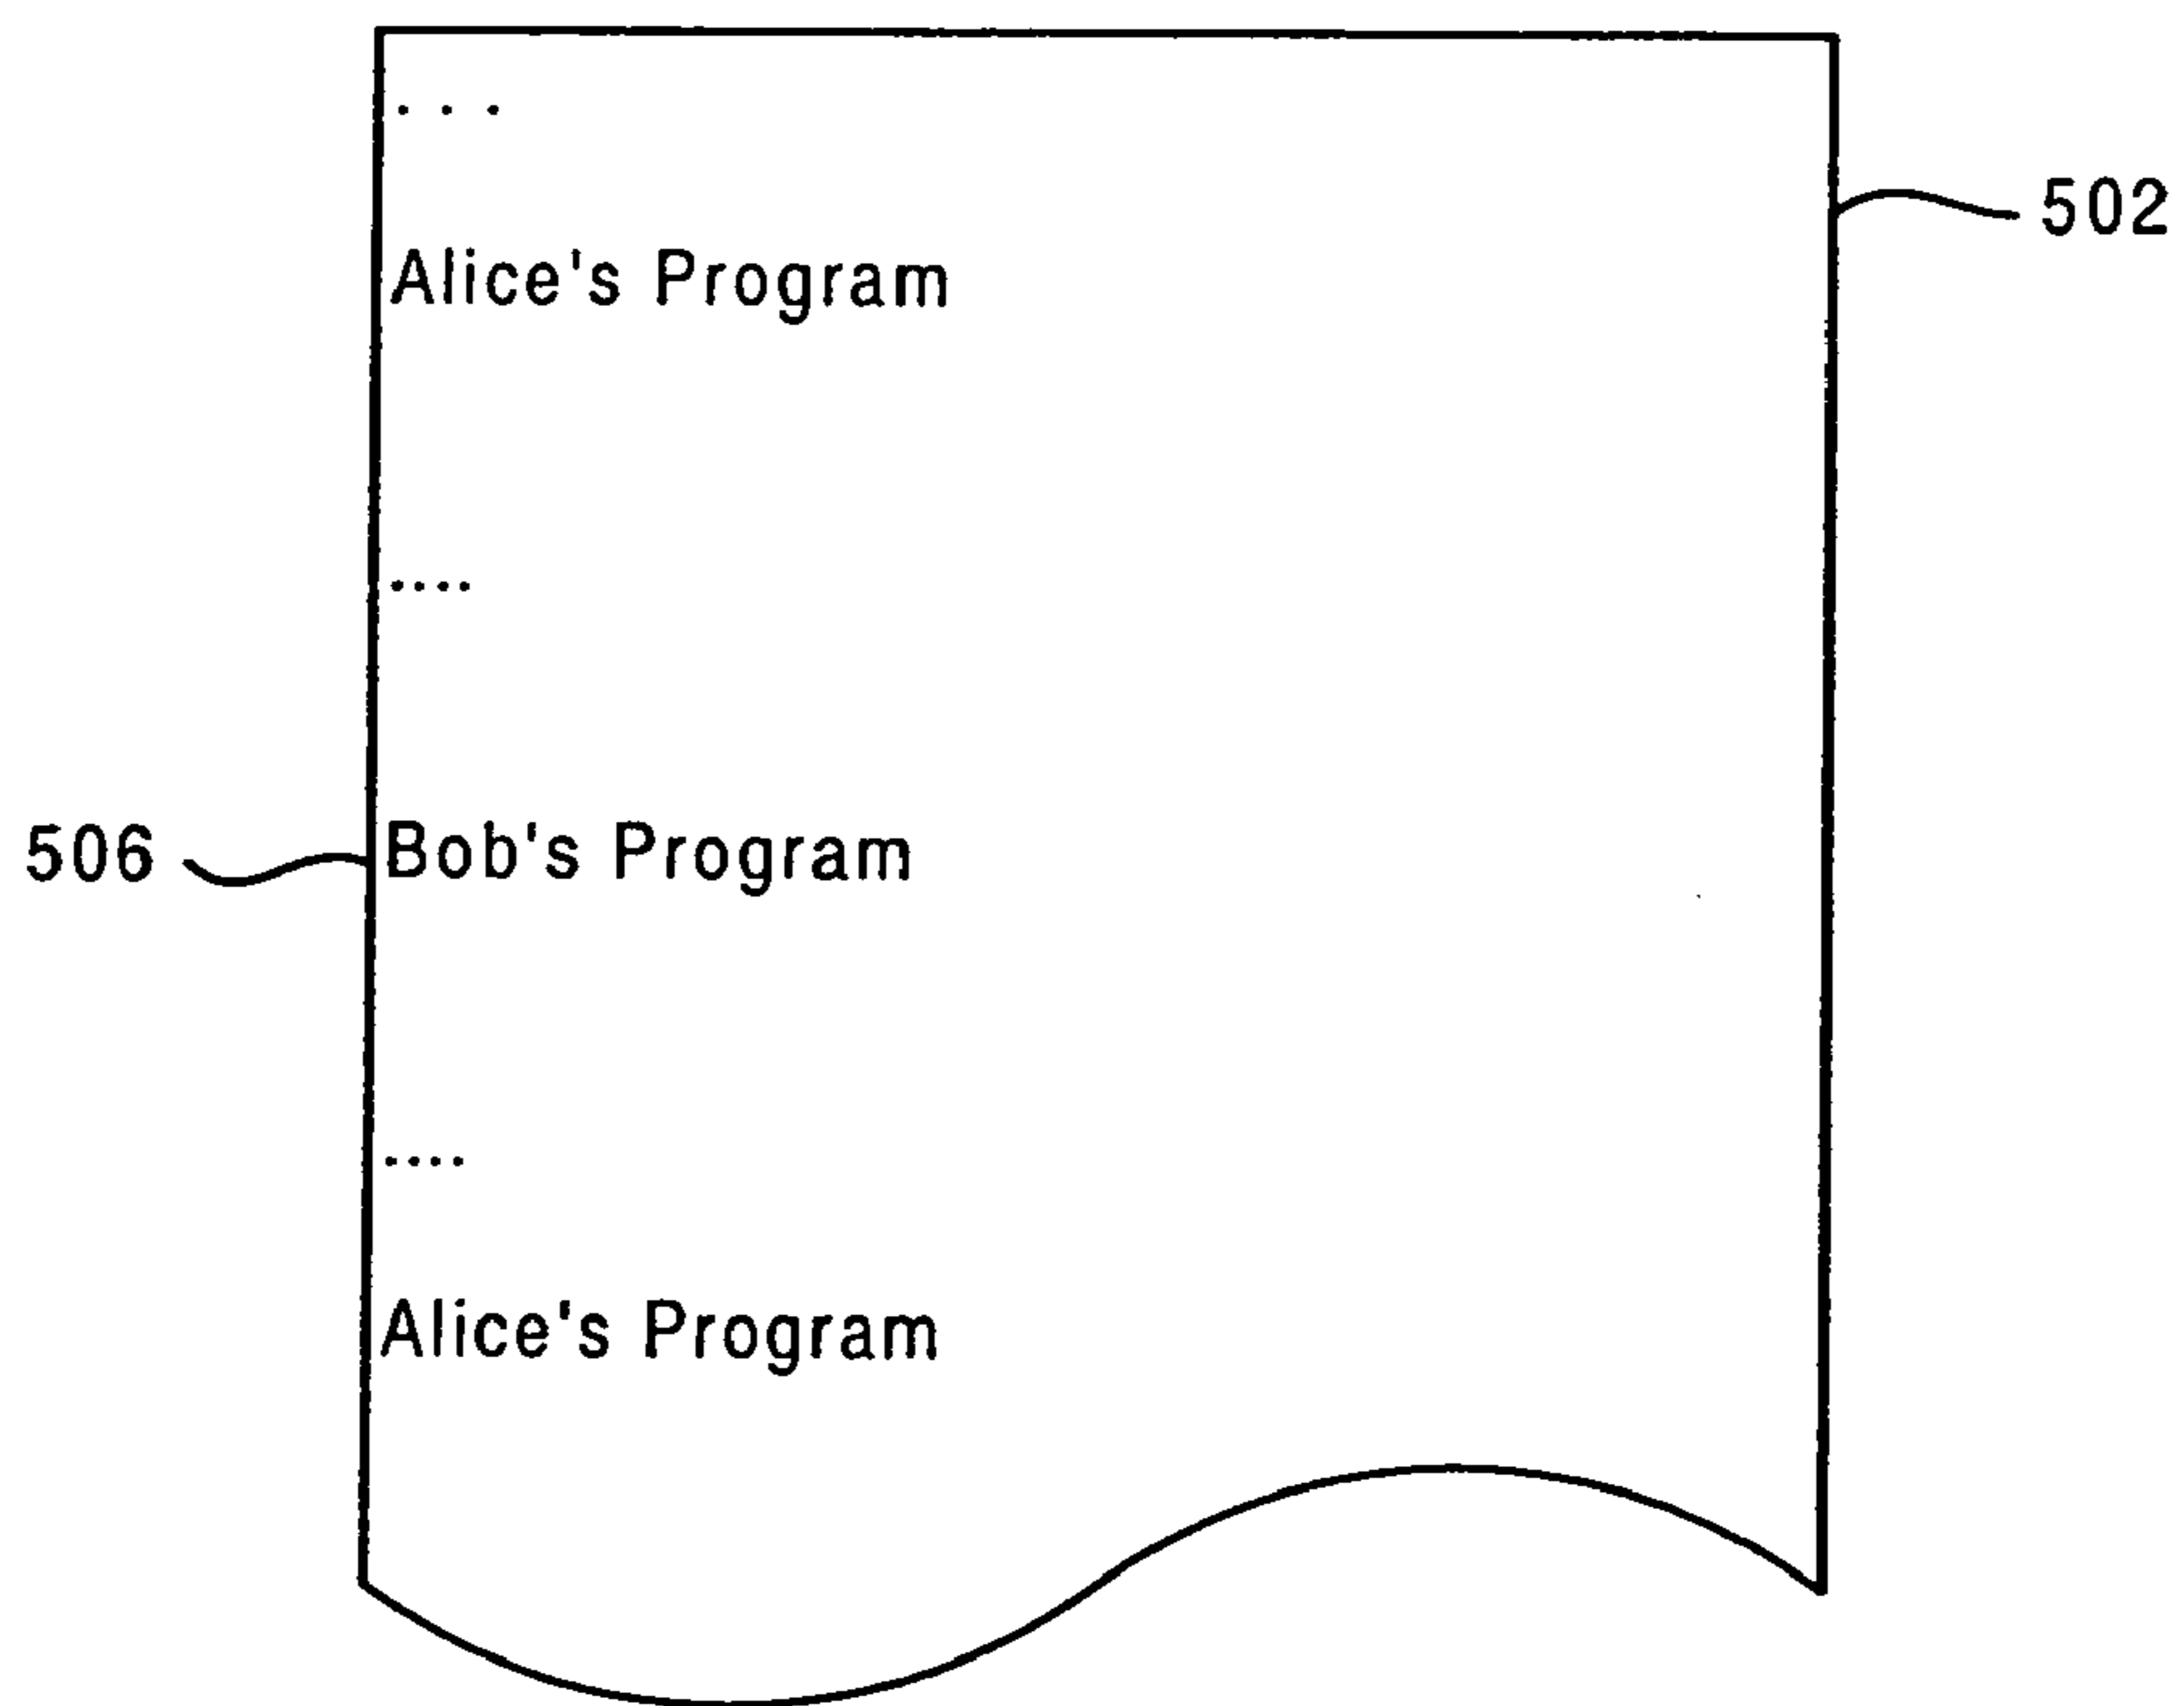 . . .
502
Alice's Program
....
506
Bob's Program
....
Alice's Program